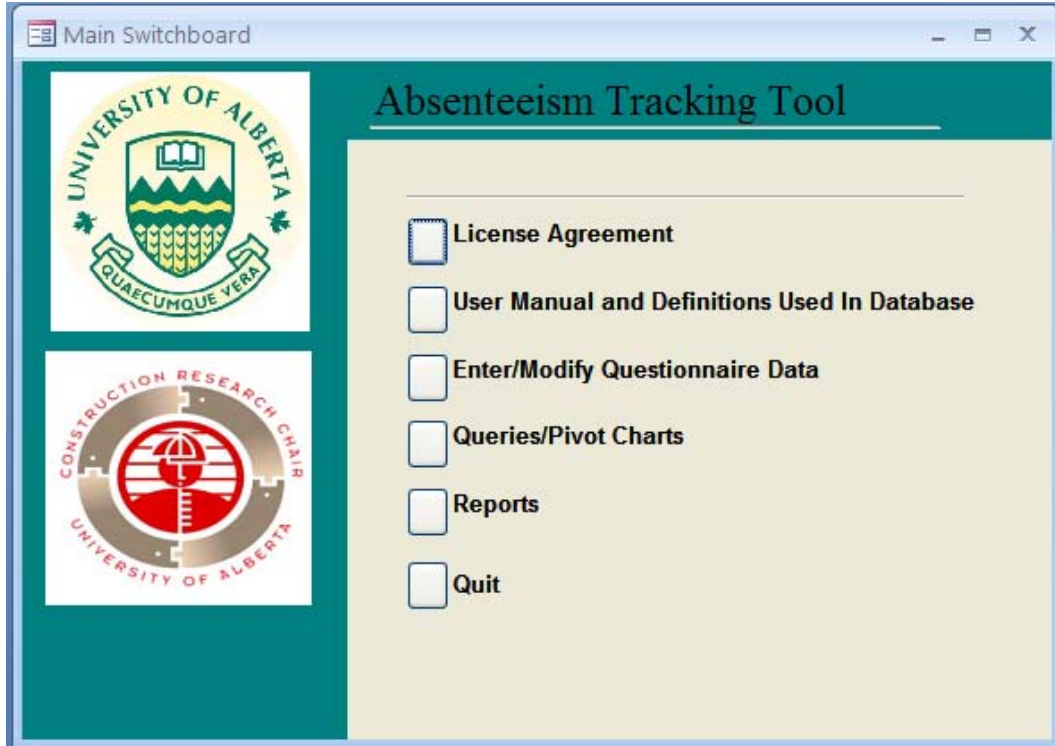 Main Switchboard
UNIVERSITY OF ALBERTA
QUAECUMQUE VERA
Absenteeism Tracking Tool
License Agreement
User Manual and Definitions Used In Database
Enter/Modify Questionnaire Data
Queries/Pivot Charts
Reports
Quit
CONSTRUCTION RESEARCH CHAIR
UNIVERSITY OF ALBERTA